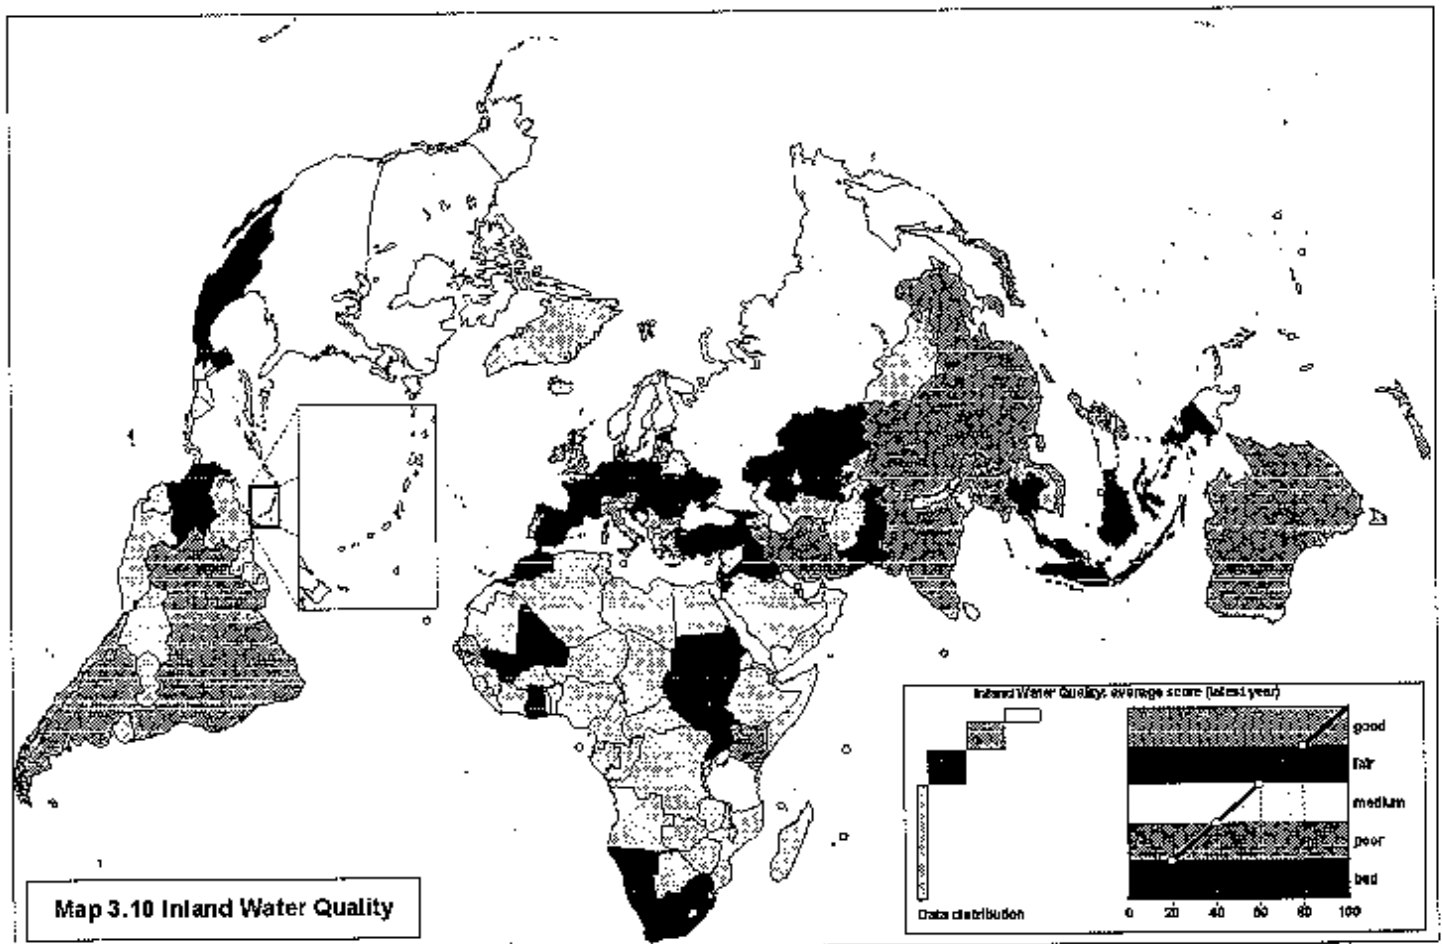 Inland Water Quality: average score (latest year)
good
fair
medium
poor
bad
0 20 40 60 80 100
Data distribution
Map 3.10 Inland Water Quality